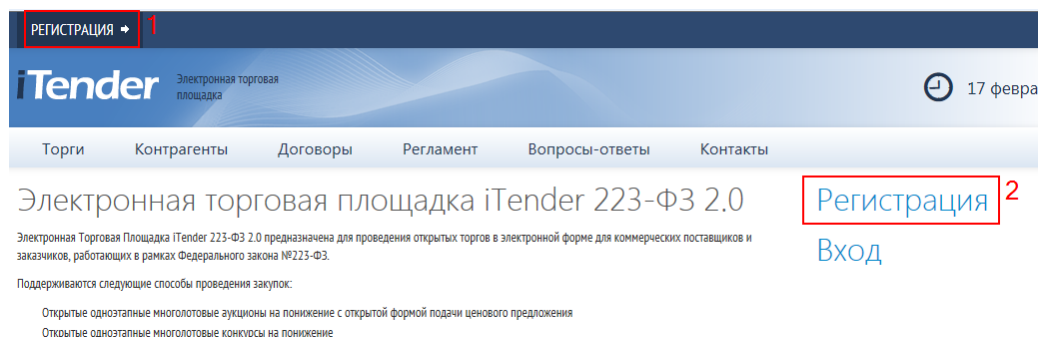 РЕГИСТРАЦИЯ 1
iTender Электронная торговая
площадка
17 февра
Торги Контрагенты Договоры Регламент Вопросы-ответы Контакты
Электронная торговая площадка iTender 223-ФЗ 2.0
Регистрация 2
Вход
Электронная Торговая Площадка iTender 223-ФЗ 2.0 предназначена для проведения открытых торгов в электронной форме для коммерческих поставщиков и
заказчиков, работающих в рамках Федерального закона №223-ФЗ.
Поддерживаются следующие способы проведения закупок:
Открытые одноэтапные многолотовые аукционы на понижение с открытой формой подачи ценового предложения
Открытые одноэтапные многолотовые конкурсы на понижение